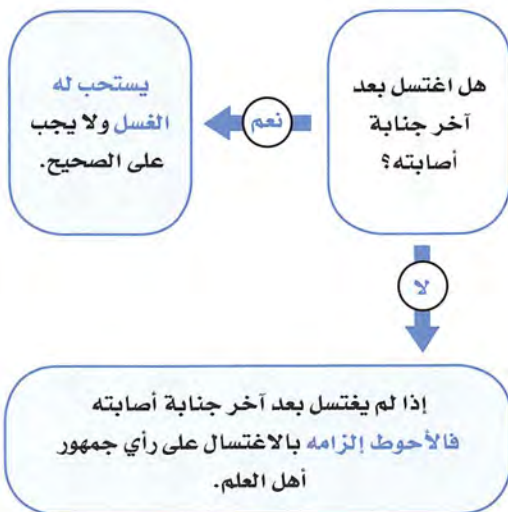 هل اغتسل بعد
آخر جنابة
أصابته؟
نعم
يستحب له
الغسل ولا يجب
على الصحيح.
لا
إذا لم يغتسل بعد آخر جنابة أصابته
فالأحوط إلزامه بالاغتسال على رأي جمهور
أهل العلم.